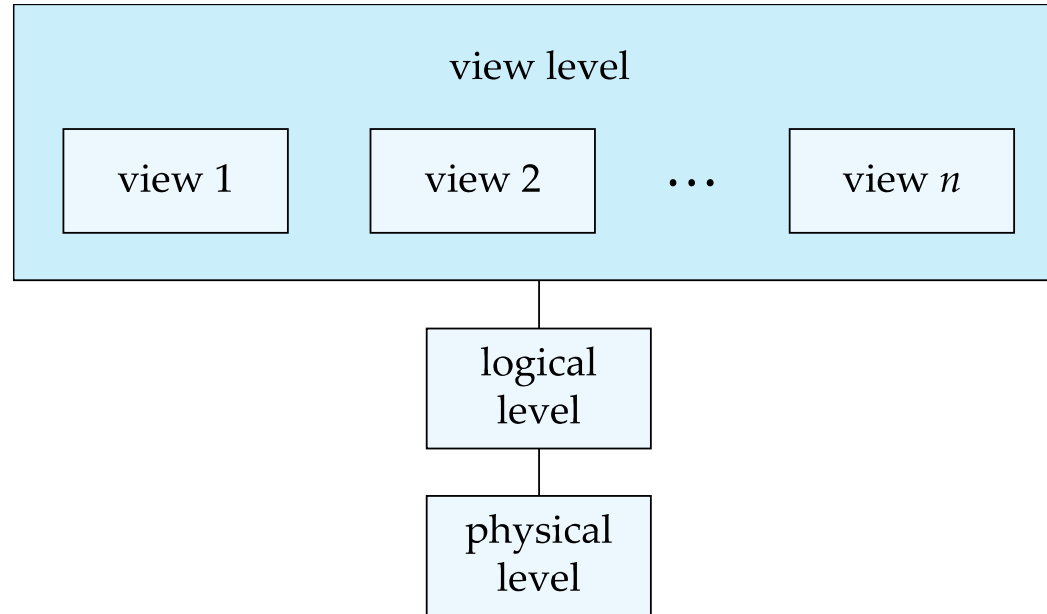 view level
view 1 view 2 ... view n
logical
level
physical
level